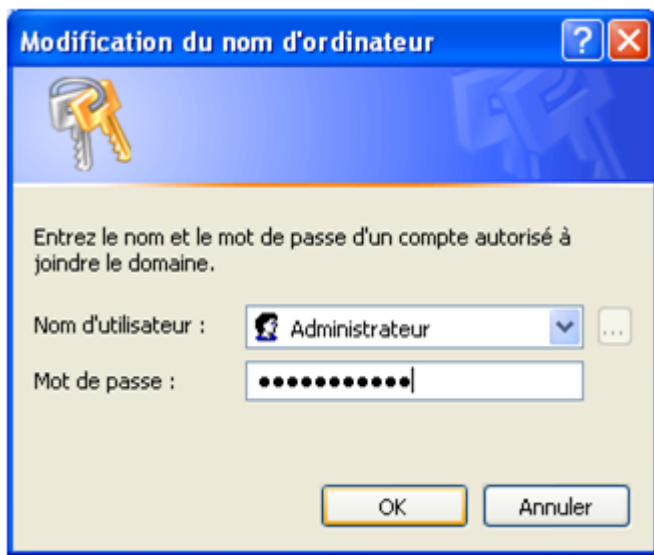 Modification du nom d'ordinateur
Entrez le nom et le mot de passe d'un compte autorisé à
joindre le domaine.
Nom d'utilisateur : Administrateur ...
Mot de passe : ●●●●●●●●●●●
OK Annuler